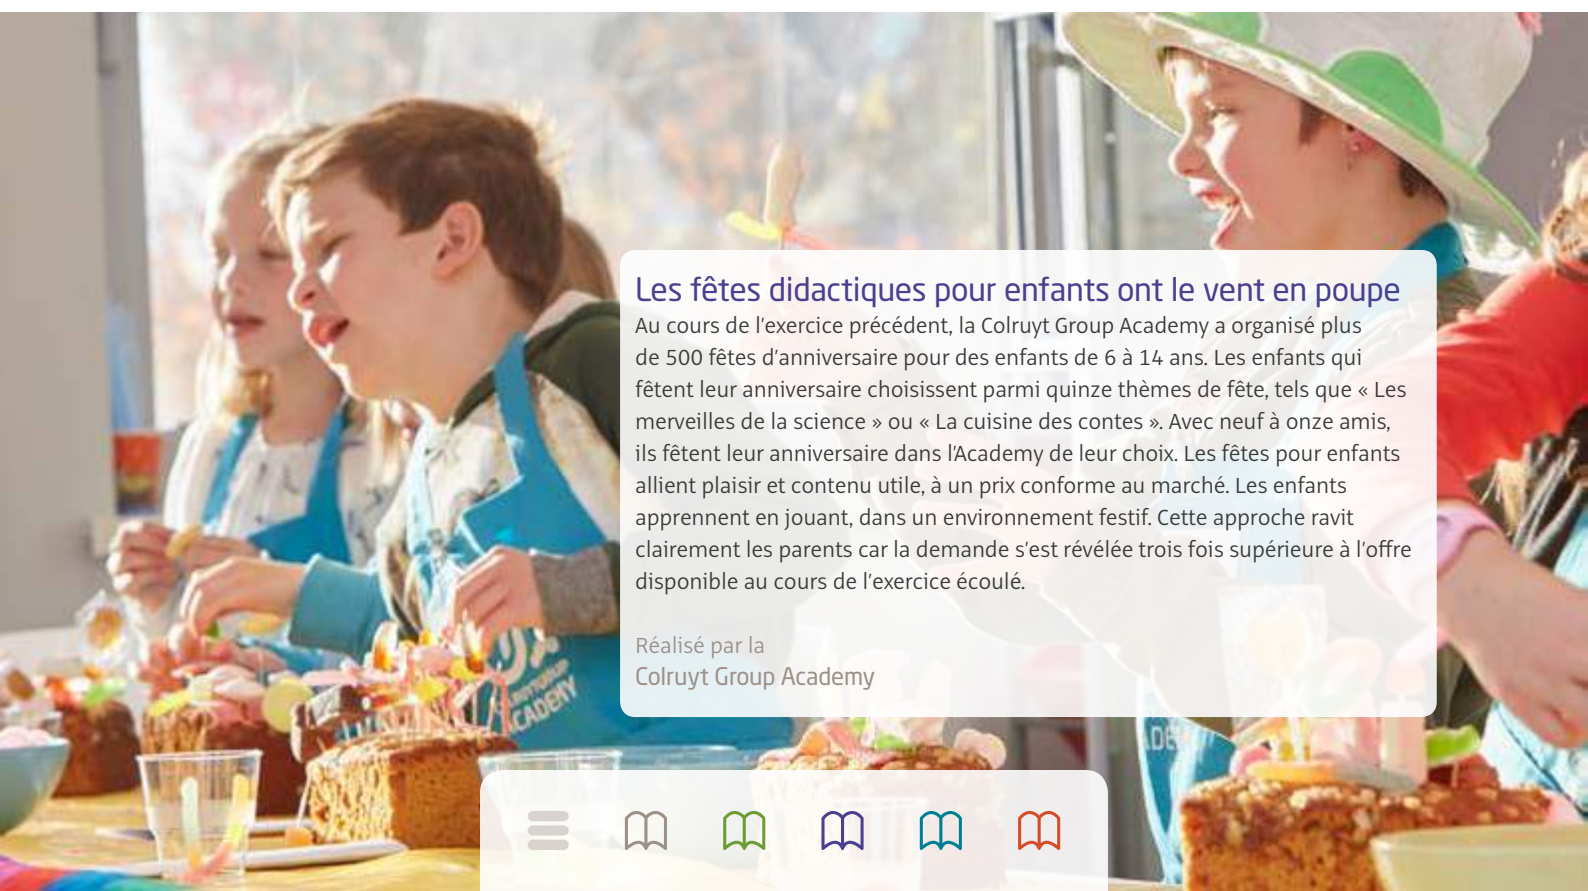 Les fêtes didactiques pour enfants ont le vent en poupe
Au cours de l'exercice précédent, la Colruyt Group Academy a organisé plus
de 500 fêtes d'anniversaire pour des enfants de 6 à 14 ans. Les enfants qui
fêtent leur anniversaire choisissent parmi quinze thèmes de fête, tels que « Les
merveilles de la science » ou « La cuisine des contes ». Avec neuf à onze amis,
ils fêtent leur anniversaire dans l'Academy de leur choix. Les fêtes pour enfants
allient plaisir et contenu utile, à un prix conforme au marché. Les enfants
apprennent en jouant, dans un environnement festif. Cette approche ravit
clairement les parents car la demande s'est révélée trois fois supérieure à l'offre
disponible au cours de l'exercice écoulé.
Réalisé par la
Colruyt Group Academy
ACADEMY